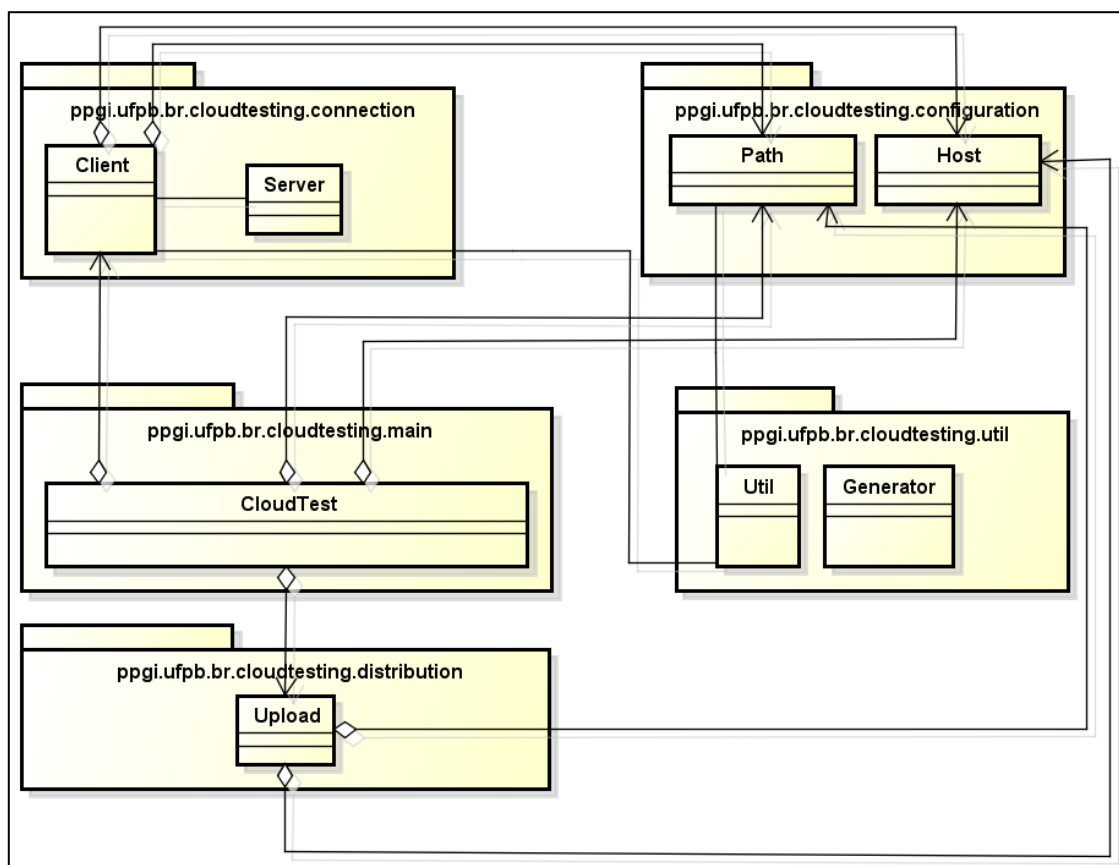 ppgi.ufpb.br.cloudtesting.connection
Client
Server
ppgi.ufpb.br.cloudtesting.configuration
Path
Host
ppgi.ufpb.br.cloudtesting.main
CloudTest
ppgi.ufpb.br.cloudtesting.util
Util
Generator
ppgi.ufpb.br.cloudtesting.distribution
Upload